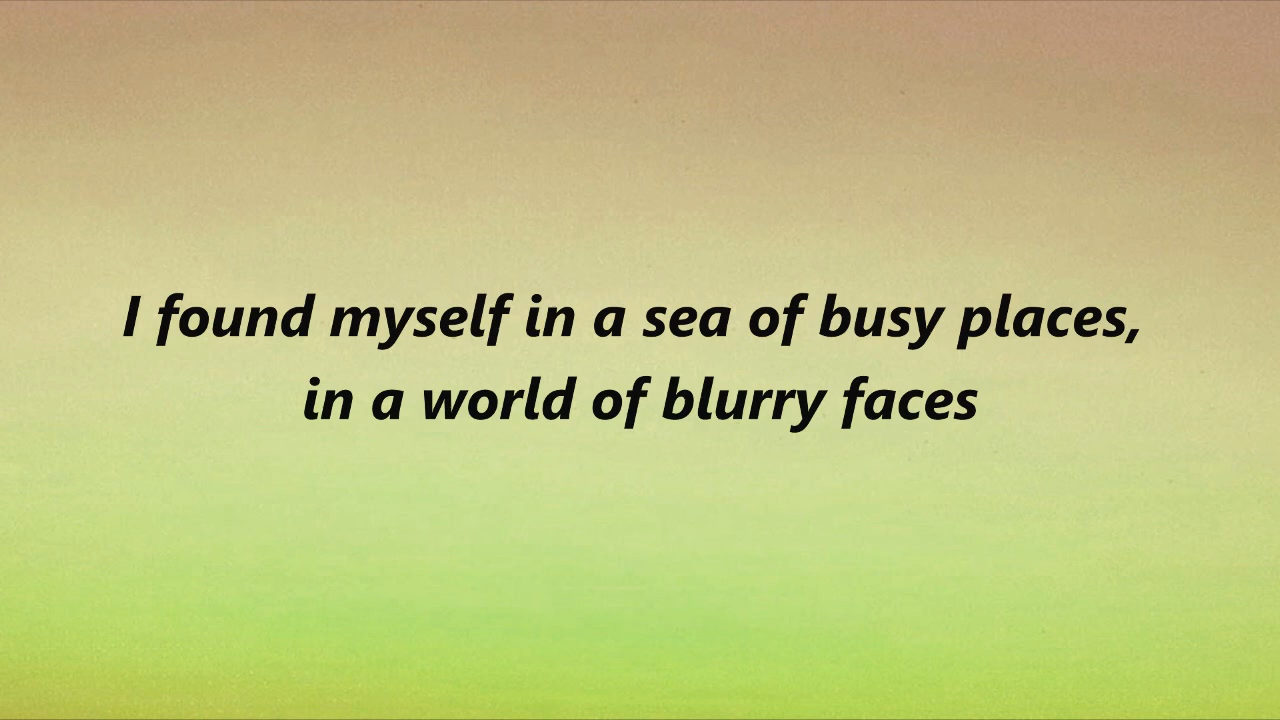 I found myself in a sea of busy places,
in a world of blurry faces